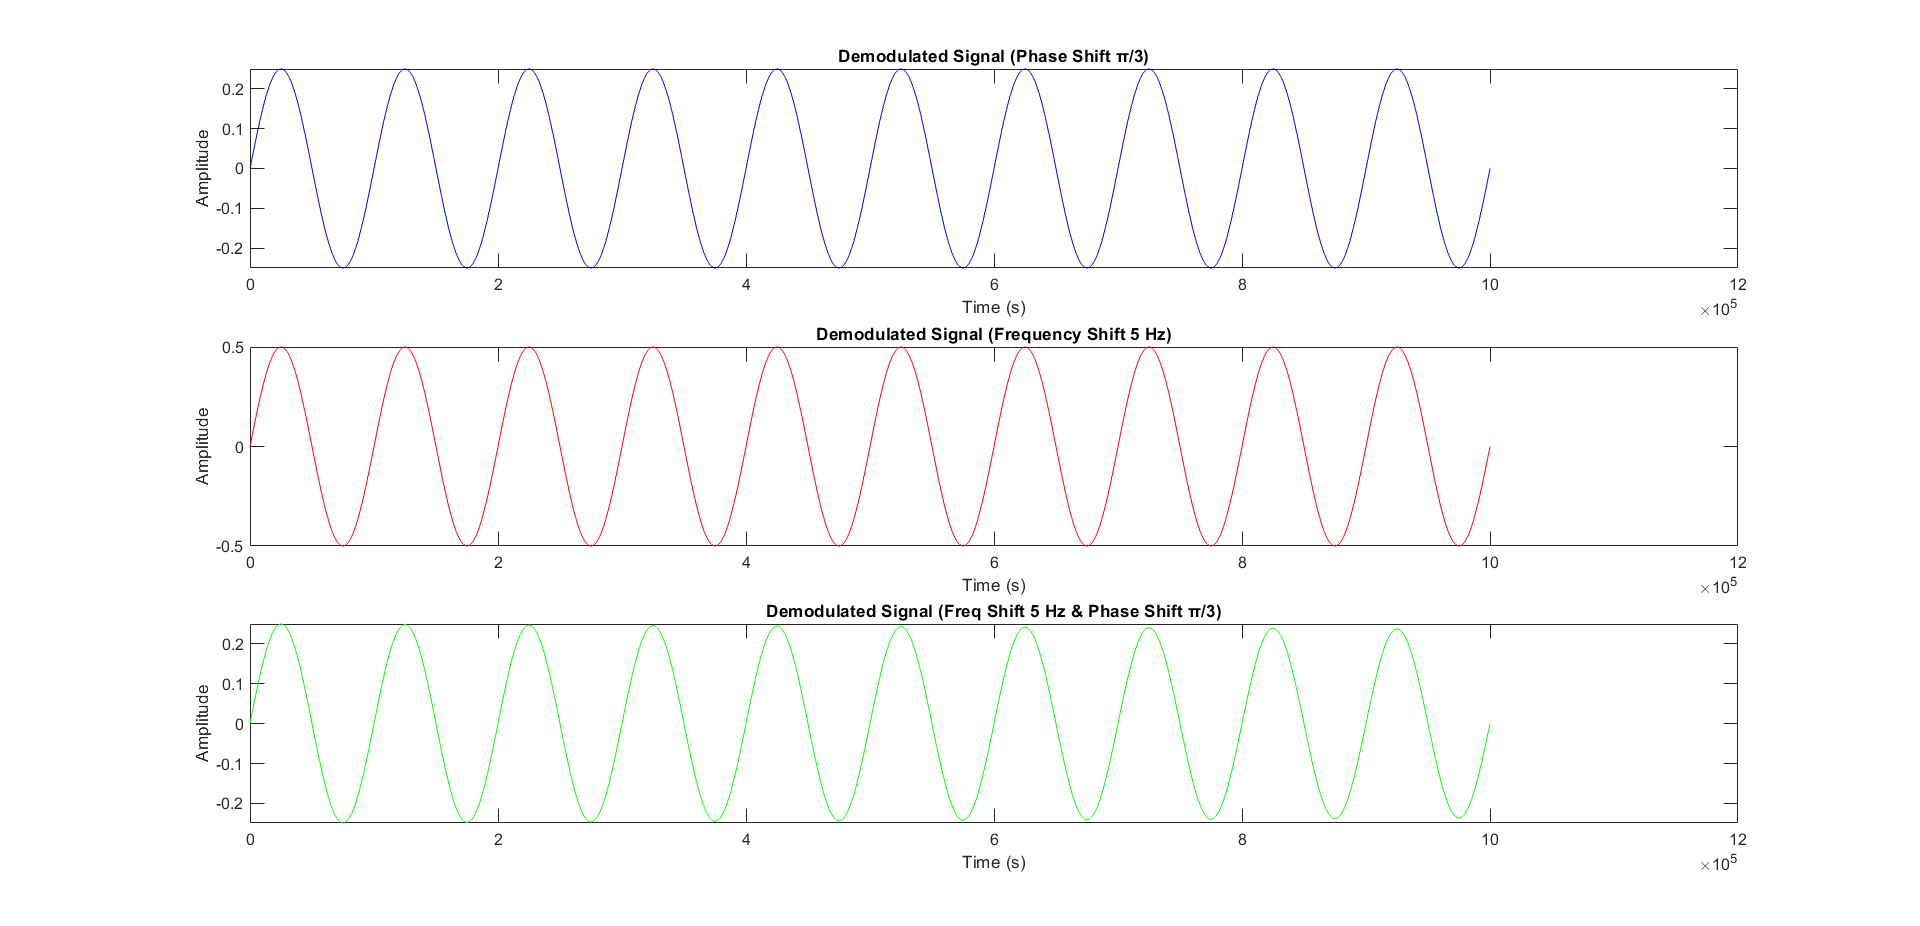 Demodulated Signal (Phase Shift π/3)
Amplitude
0.2
0.1
0
-0.1
-0.2
0 2 4 6 8 10 12
Time (s)
×10^5
Demodulated Signal (Frequency Shift 5 Hz)
Amplitude
0.5
0
-0.5
0 2 4 6 8 10 12
Time (s)
×10^5
Demodulated Signal (Freq Shift 5 Hz & Phase Shift π/3)
Amplitude
0.2
0.1
0
-0.1
-0.2
0 2 4 6 8 10 12
Time (s)
×10^5